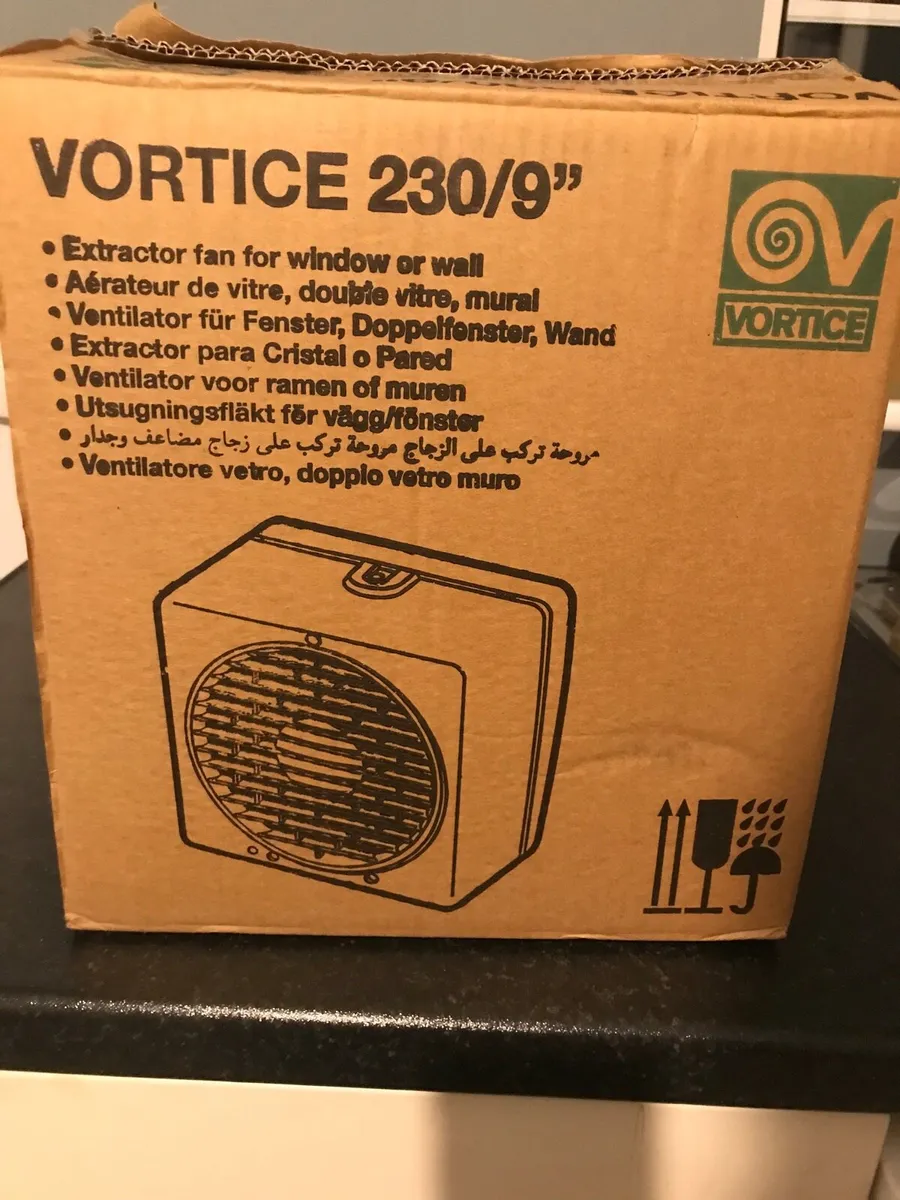 VORTICE 230/9"
• Extractor fan for window or wall
• Aérateur de vitre, double vitre, mural
• Ventilator für Fenster, Doppelfenster, Wand
• Extractor para Cristal o Pared
• Ventilator voor ramen of muren
• Utsugningsfläkt för vägg/fönster
• مروحة تركب على الزجاج مروحة تركب على زجاج مضاعف وجدار
• Ventilatore vetro, doppio vetro muro
VORTICE